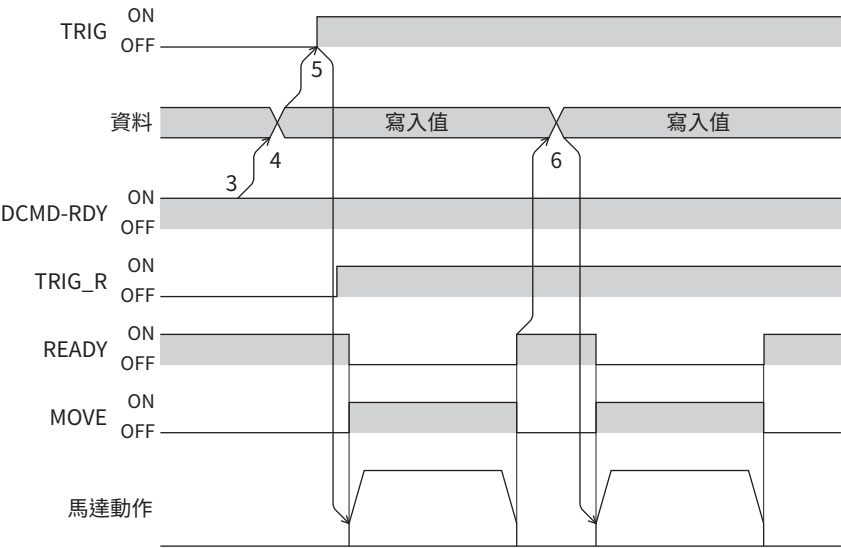 TRIG ON
OFF
5
資料 寫入值 寫入值
4 6
3
DCMD-RDY ON
OFF
TRIG_R ON
OFF
READY ON
OFF
MOVE ON
OFF
馬達動作